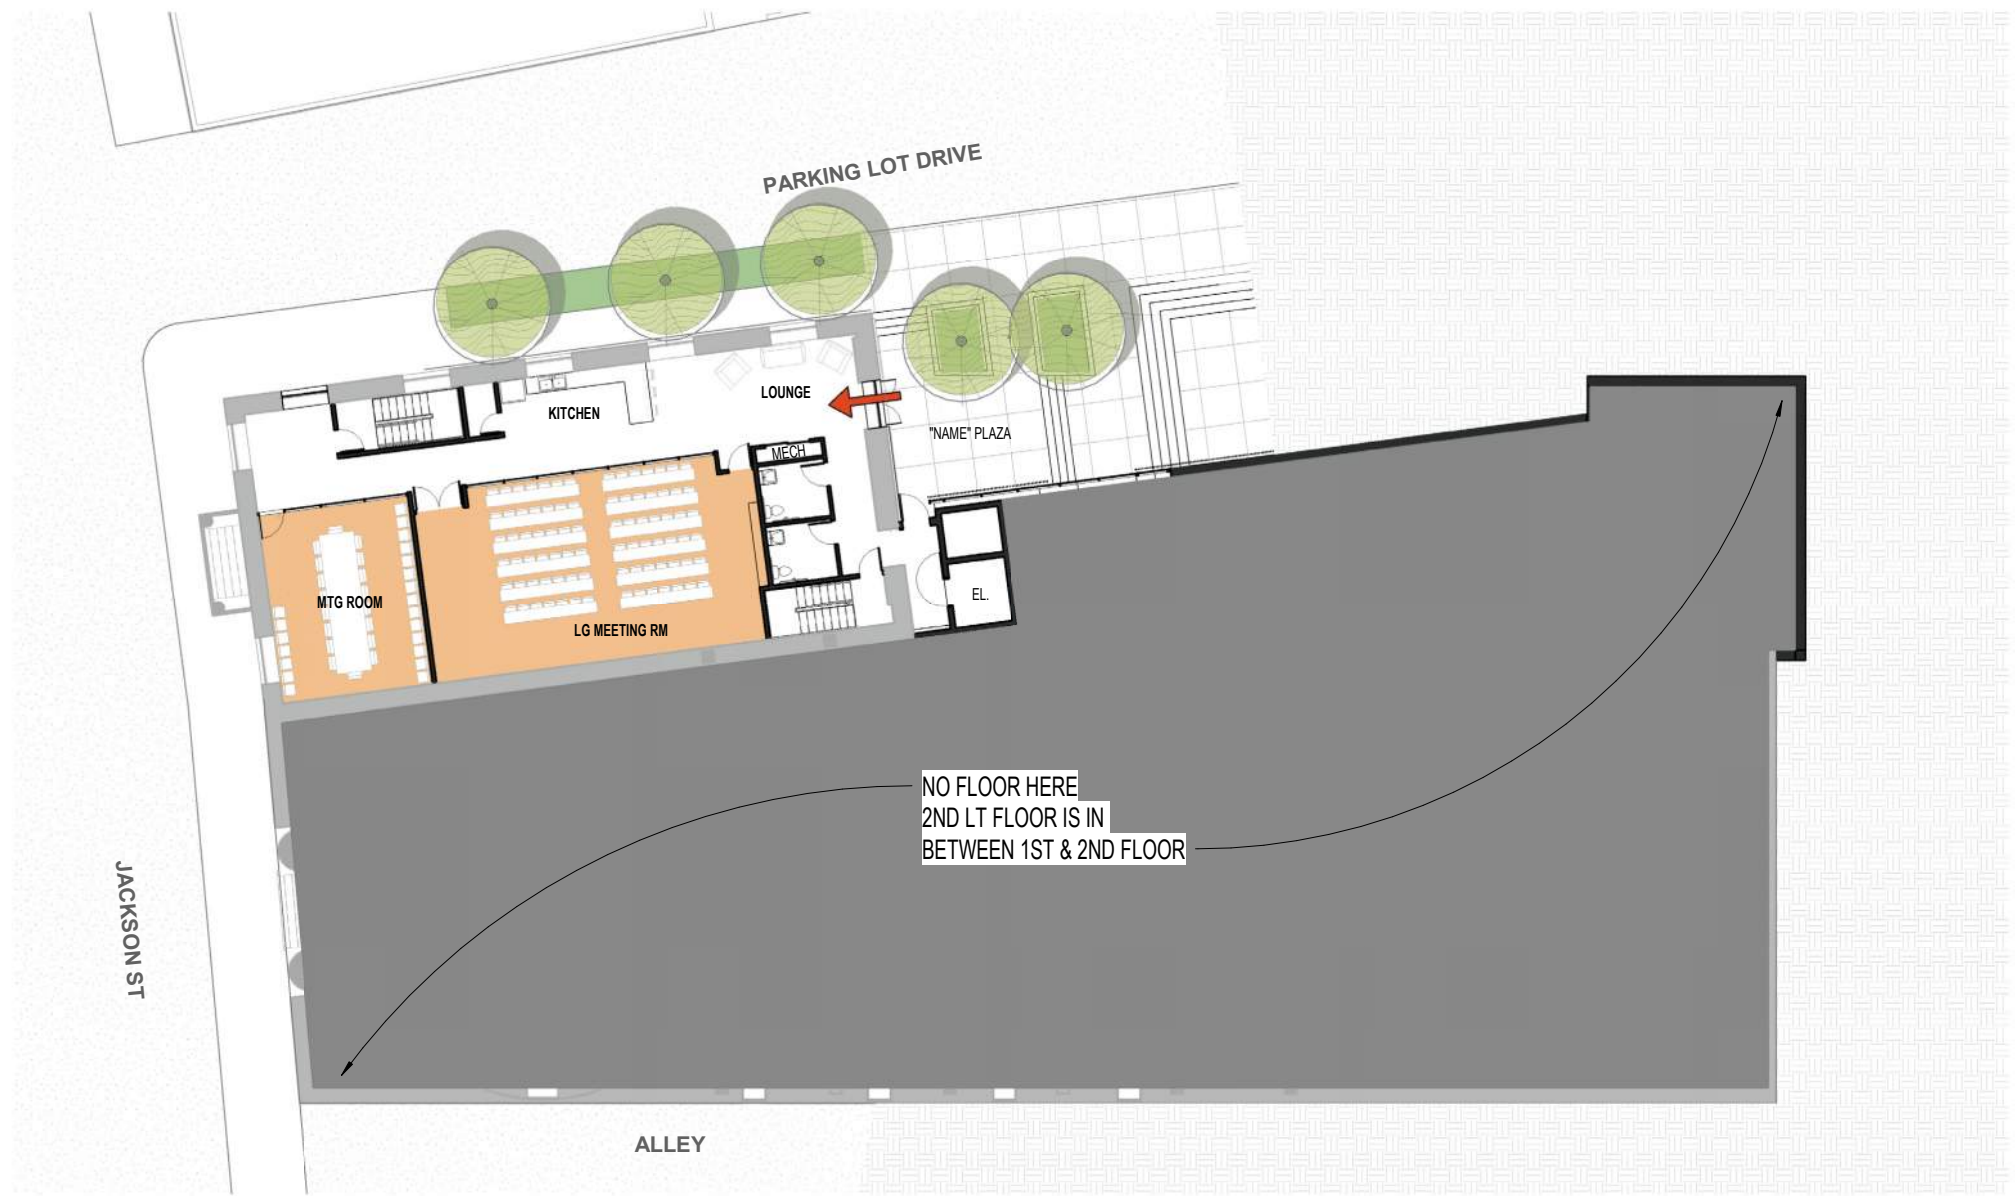 PARKING LOT DRIVE
LOUNGE
KITCHEN
"NAME" PLAZA
MECH
EL.
MTG ROOM
LG MEETING RM
NO FLOOR HERE
2ND LT FLOOR IS IN
BETWEEN 1ST & 2ND FLOOR
JACKSON ST
ALLEY